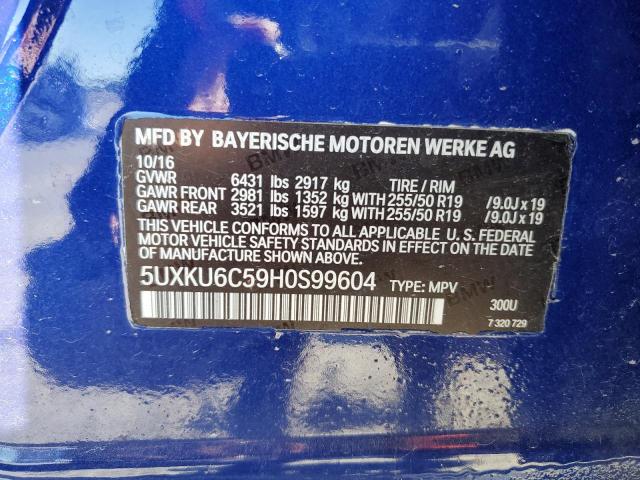 MFD BY BAYERISCHE MOTOREN WERKE AG
10/16
GVWR 6431 lbs 2917 kg TIRE / RIM
GAWR FRONT 2981 lbs 1352 kg WITH 255/50 R19 /9.0J x 19
GAWR REAR 3521 lbs 1597 kg WITH 255/50 R19 /9.0J x 19
THIS VEHICLE CONFORMS TO ALL APPLICABLE U. S. FEDERAL
MOTOR VEHICLE SAFETY STANDARDS IN EFFECT ON THE DATE
OF MANUFACTURE SHOWN ABOVE.
5UXKU6C59H0S99604 TYPE: MPV
300U
7 320 729